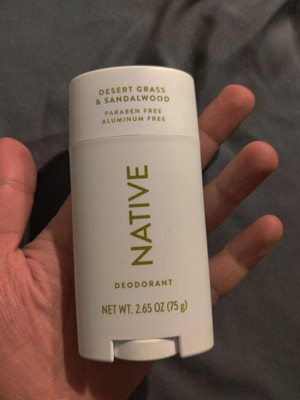 DESERT GRASS
& SANDALWOOD
PARABEN FREE
ALUMINUM FREE
NATIVE
DEODORANT
NET WT. 2.65 OZ (75 g)